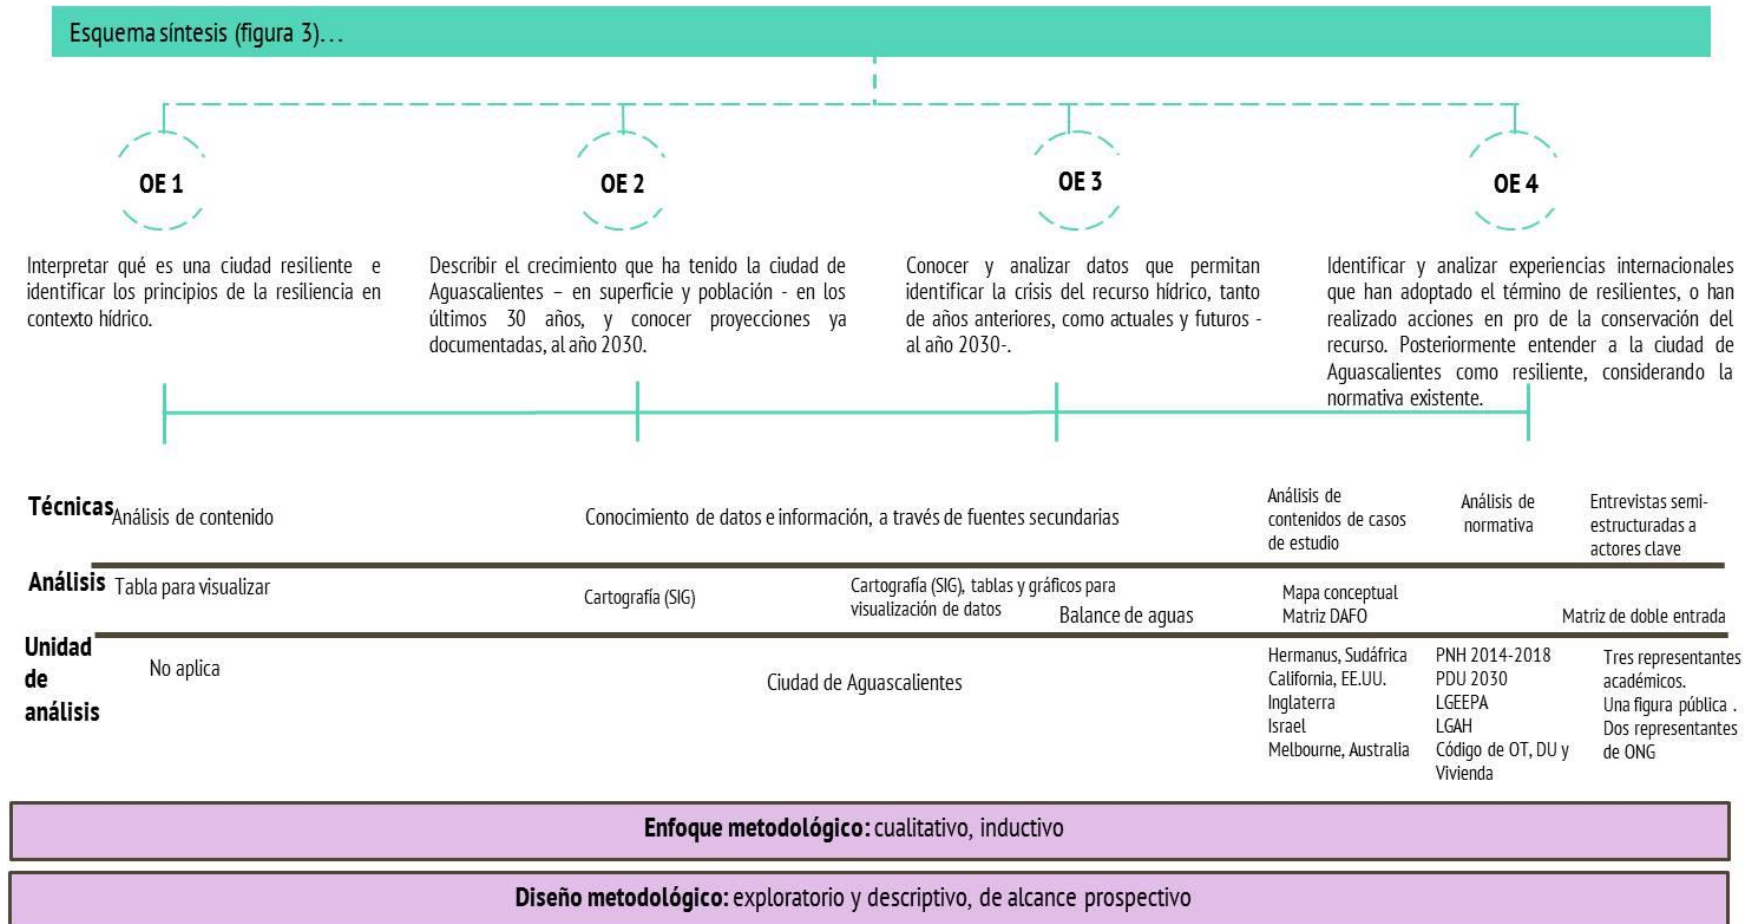 Esquema síntesis (figura 3)...
OE 1
Interpretar qué es una ciudad resiliente e
identificar los principios de la resiliencia en
contexto hídrico.
OE 2
Describir el crecimiento que ha tenido la ciudad de
Aguascalientes – en superficie y población - en los
últimos 30 años, y conocer proyecciones ya
documentadas, al año 2030.
OE 3
Conocer y analizar datos que permitan
identificar la crisis del recurso hídrico, tanto
de años anteriores, como actuales y futuros -
al año 2030-.
OE 4
Identificar y analizar experiencias internacionales
que han adoptado el término de resilientes, o han
realizado acciones en pro de la conservación del
recurso. Posteriormente entender a la ciudad de
Aguascalientes como resiliente, considerando la
normativa existente.
Técnicas
Análisis de contenido
Conocimiento de datos e información, a través de fuentes secundarias
Análisis de
contenidos de casos
de estudio
Análisis de
normativa
Entrevistas semi-
estructuradas a
actores clave
Análisis
Tabla para visualizar
Cartografía (SIG)
Cartografía (SIG), tablas y gráficos para
visualización de datos
Balance de aguas
Mapa conceptual
Matriz DAFO
Matriz de doble entrada
Unidad
de
análisis
No aplica
Ciudad de Aguascalientes
Hermanus, Sudáfrica
California, EE.UU.
Inglaterra
Israel
Melbourne, Australia
PNH 2014-2018
PDU 2030
LGEEPA
LGAH
Código de OT, DU y
Vivienda
Tres representantes
académicos.
Una figura pública .
Dos representantes
de ONG
Enfoque metodológico: cualitativo, inductivo
Diseño metodológico: exploratorio y descriptivo, de alcance prospectivo